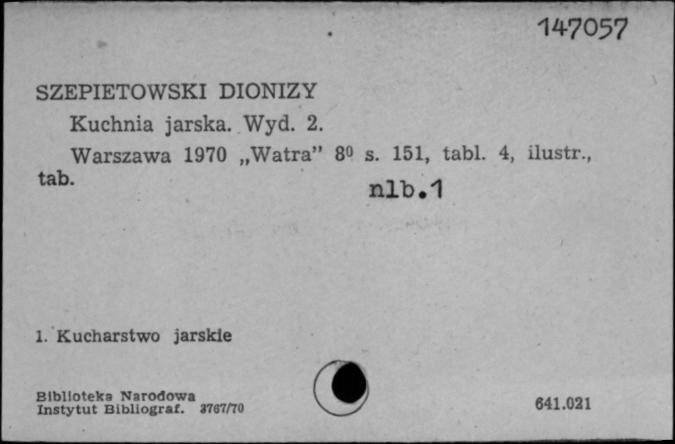 147057
SZEPIETOWSKI DIONIZY
Kuchnia jarska. Wyd. 2.
Warszawa 1970 „Watra” 8⁰ s. 151, tabl. 4, ilustr.,
tab.
nlb.1
1. Kucharstwo jarskie
Biblioteka Narodowa
Instytut Bibliograf. 3767/70
641.021